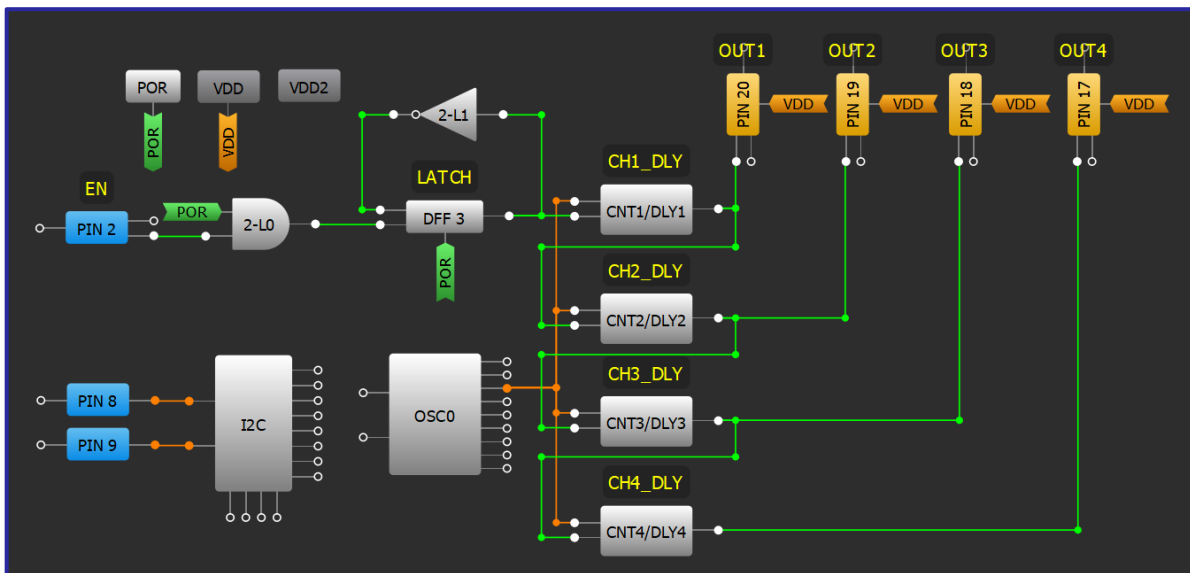 OUT1 OUT2 OUT3 OUT4
POR VDD VDD2
PIN 20 VDD PIN 19 VDD PIN 18 VDD PIN 17 VDD
2-L1
POR VDD
CH1_DLY
EN LATCH
POR
PIN 2 2-L0 DFF 3 CNT1/DLY1
POR
CH2_DLY
CNT2/DLY2
CH3_DLY
PIN 8
I2C OSC0 CNT3/DLY3
PIN 9
CH4_DLY
CNT4/DLY4